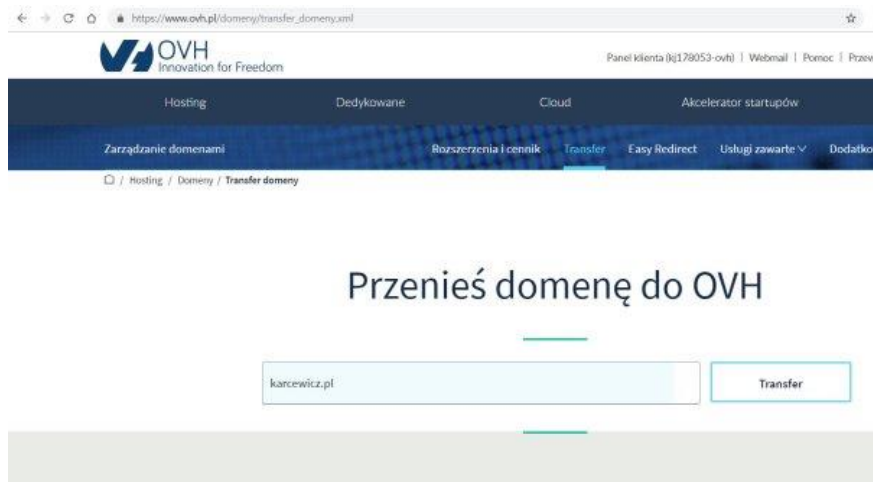 https://www.ovh.pl/domeny/transfer_domeny.xml
OVH
Innovation for Freedom
Panel klienta (kj178053-ovh) | Webmail | Pomoc | Przew
Hosting Dedykowane Cloud Akcelerator startupów
Zarządzanie domenami Rozszerzenia i cennik Transfer Easy Redirect Usługi zawarte Dodatko
/ Hosting / Domeny / Transfer domeny
Przenieś domenę do OVH
karcewicz.pl Transfer